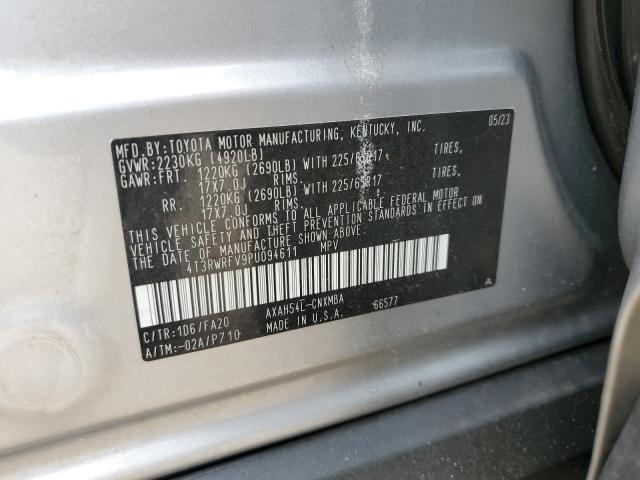 MFD.BY:TOYOTA MOTOR MANUFACTURING, KENTUCKY, INC. 05/23
GVWR:2230KG (4920LB)
GAWR:FRT. 1220KG (2690LB) WITH 225/65R17 TIRES,
17X7.0J RIMS,
RR. 1220KG (2690LB) WITH 225/65R17 TIRES,
17X7.0J RIMS.
THIS VEHICLE CONFORMS TO ALL APPLICABLE FEDERAL MOTOR
VEHICLE SAFETY AND THEFT PREVENTION STANDARDS IN EFFECT ON
THE DATE OF MANUFACTURE SHOWN ABOVE.
4T3RWRFV9PU094611 MPV
AXAH54L-CNXMBA 66577
C/TR:1D6/FA20 MADE IN U.S.A.
A/TM:-02A/P710 A